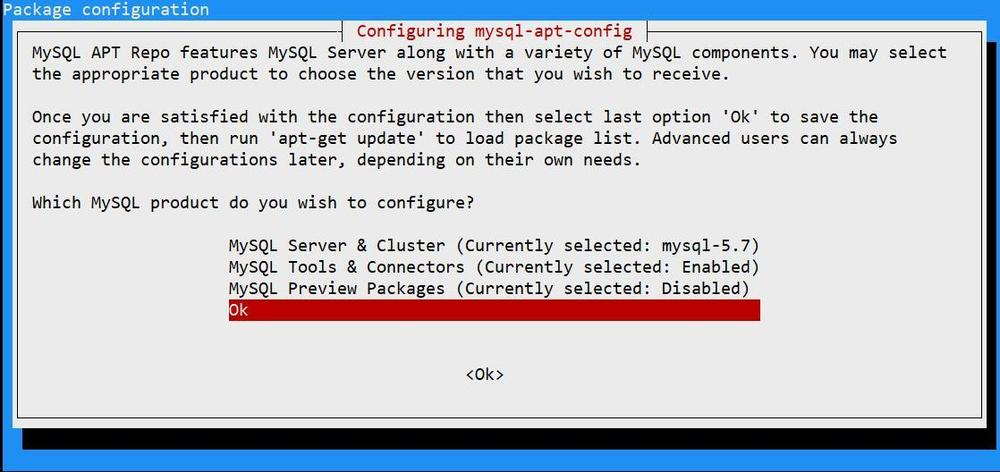 Package configuration
Configuring mysql-apt-config
MySQL APT Repo features MySQL Server along with a variety of MySQL components. You may select
the appropriate product to choose the version that you wish to receive.
Once you are satisfied with the configuration then select last option 'Ok' to save the
configuration, then run 'apt-get update' to load package list. Advanced users can always
change the configurations later, depending on their own needs.
Which MySQL product do you wish to configure?
MySQL Server & Cluster (Currently selected: mysql-5.7)
MySQL Tools & Connectors (Currently selected: Enabled)
MySQL Preview Packages (Currently selected: Disabled)
Ok
<Ok>